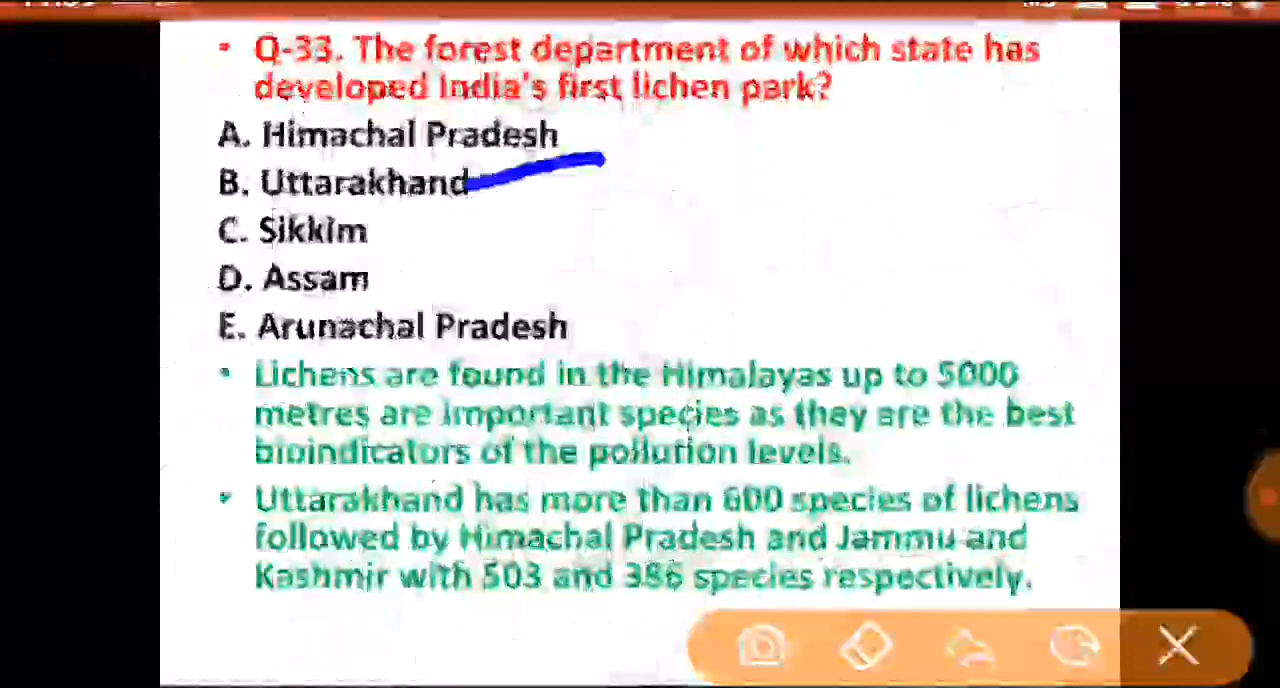 • Q-33. The forest department of which state has
developed India's first lichen park?
A. Himachal Pradesh
B. Uttarakhand
C. Sikkim
D. Assam
E. Arunachal Pradesh
• Lichens are found in the Himalayas up to 5000
metres are important species as they are the best
bioindicators of the pollution levels.
• Uttarakhand has more than 600 species of lichens
followed by Himachal Pradesh and Jammu and
Kashmir with 503 and 386 species respectively.